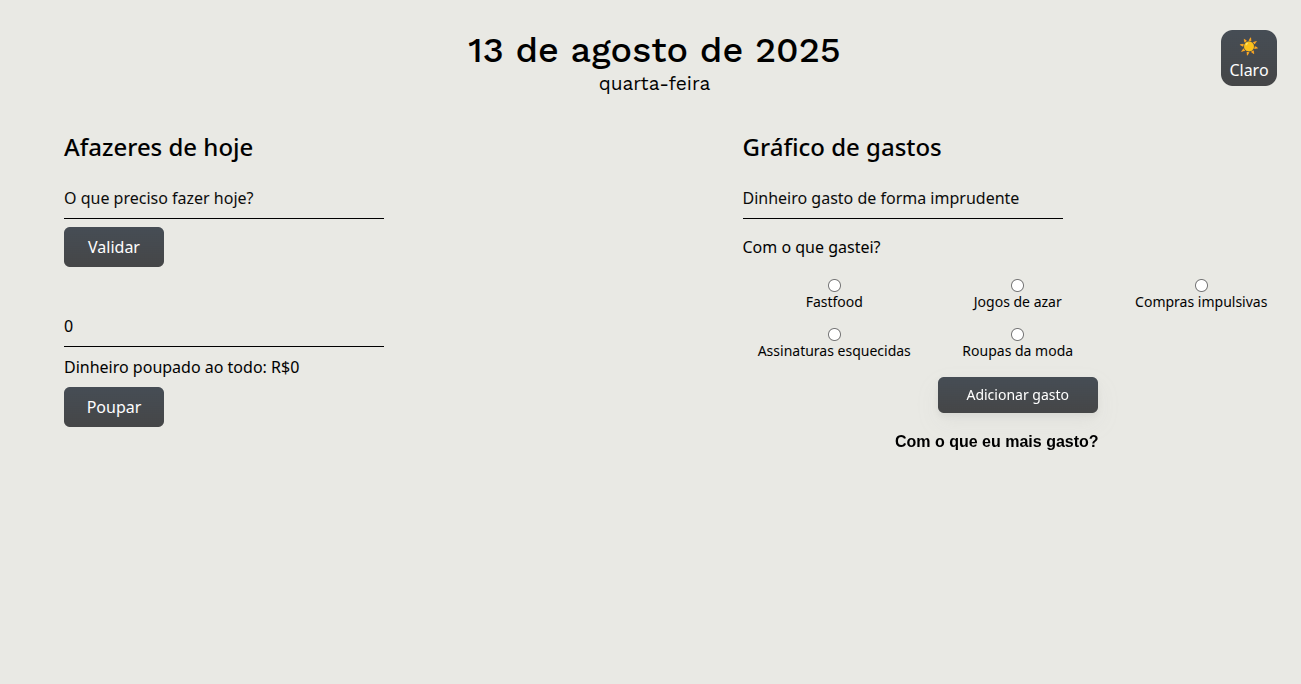 13 de agosto de 2025
quarta-feira
☀️
Claro
Afazeres de hoje
O que preciso fazer hoje?
Validar
0
Dinheiro poupado ao todo: R$0
Poupar
Gráfico de gastos
Dinheiro gasto de forma imprudente
Com o que gastei?
Fastfood
Jogos de azar
Compras impulsivas
Assinaturas esquecidas
Roupas da moda
Adicionar gasto
Com o que eu mais gasto?